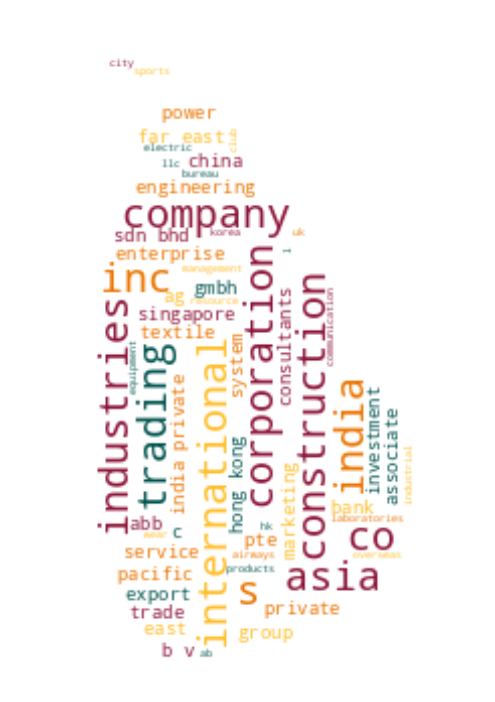 city
sports
power
far east
club
electric
llc
china
bureau
engineering
company
sdn bhd
korea
uk
enterprise
l
management
inc
gmbh
ag
resource
singapore
textile
industries
equipment
trading
india private
international
system
corporation
consultants
construction
communication
hong kong
india
investment
associate
industrial
marketing
bank
laboratories
abb
wear
c
hk
pte
co
service
airways
overseas
pacific
products
asia
export
s
trade
private
east
group
b v
ab